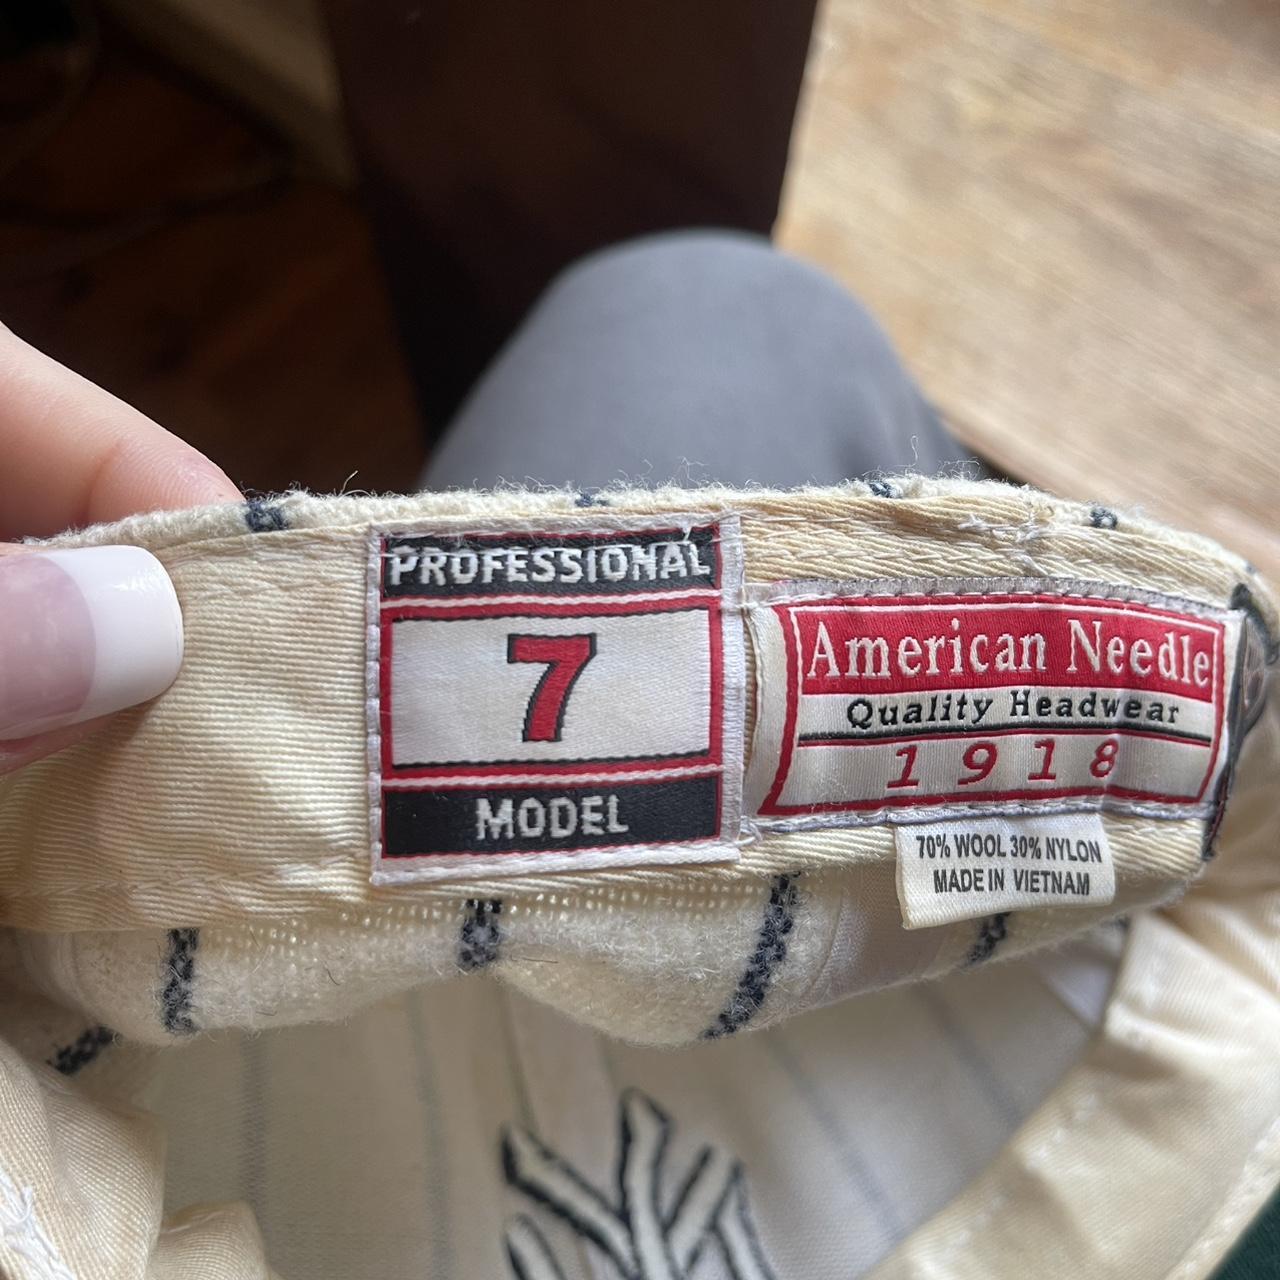 PROFESSIONAL
7
MODEL
American Needle
Quality Headwear
1918
70% WOOL 30% NYLON
MADE IN VIETNAM